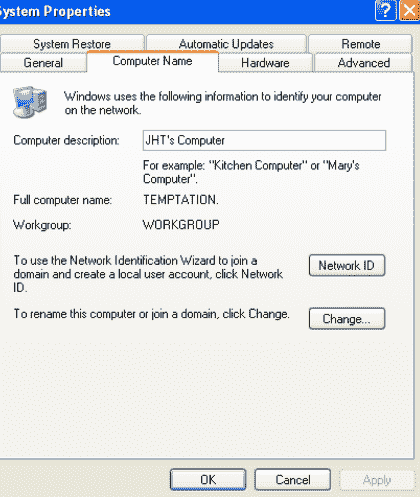 System Properties
System Restore Automatic Updates Remote
General Computer Name Hardware Advanced
Windows uses the following information to identify your computer
on the network.
Computer description: JHT's Computer
For example: "Kitchen Computer" or "Mary's
Computer".
Full computer name: TEMPTATION.
Workgroup: WORKGROUP
To use the Network Identification Wizard to join a
domain and create a local user account, click Network
ID.
Network ID
To rename this computer or join a domain, click Change.
Change...
OK Cancel Apply